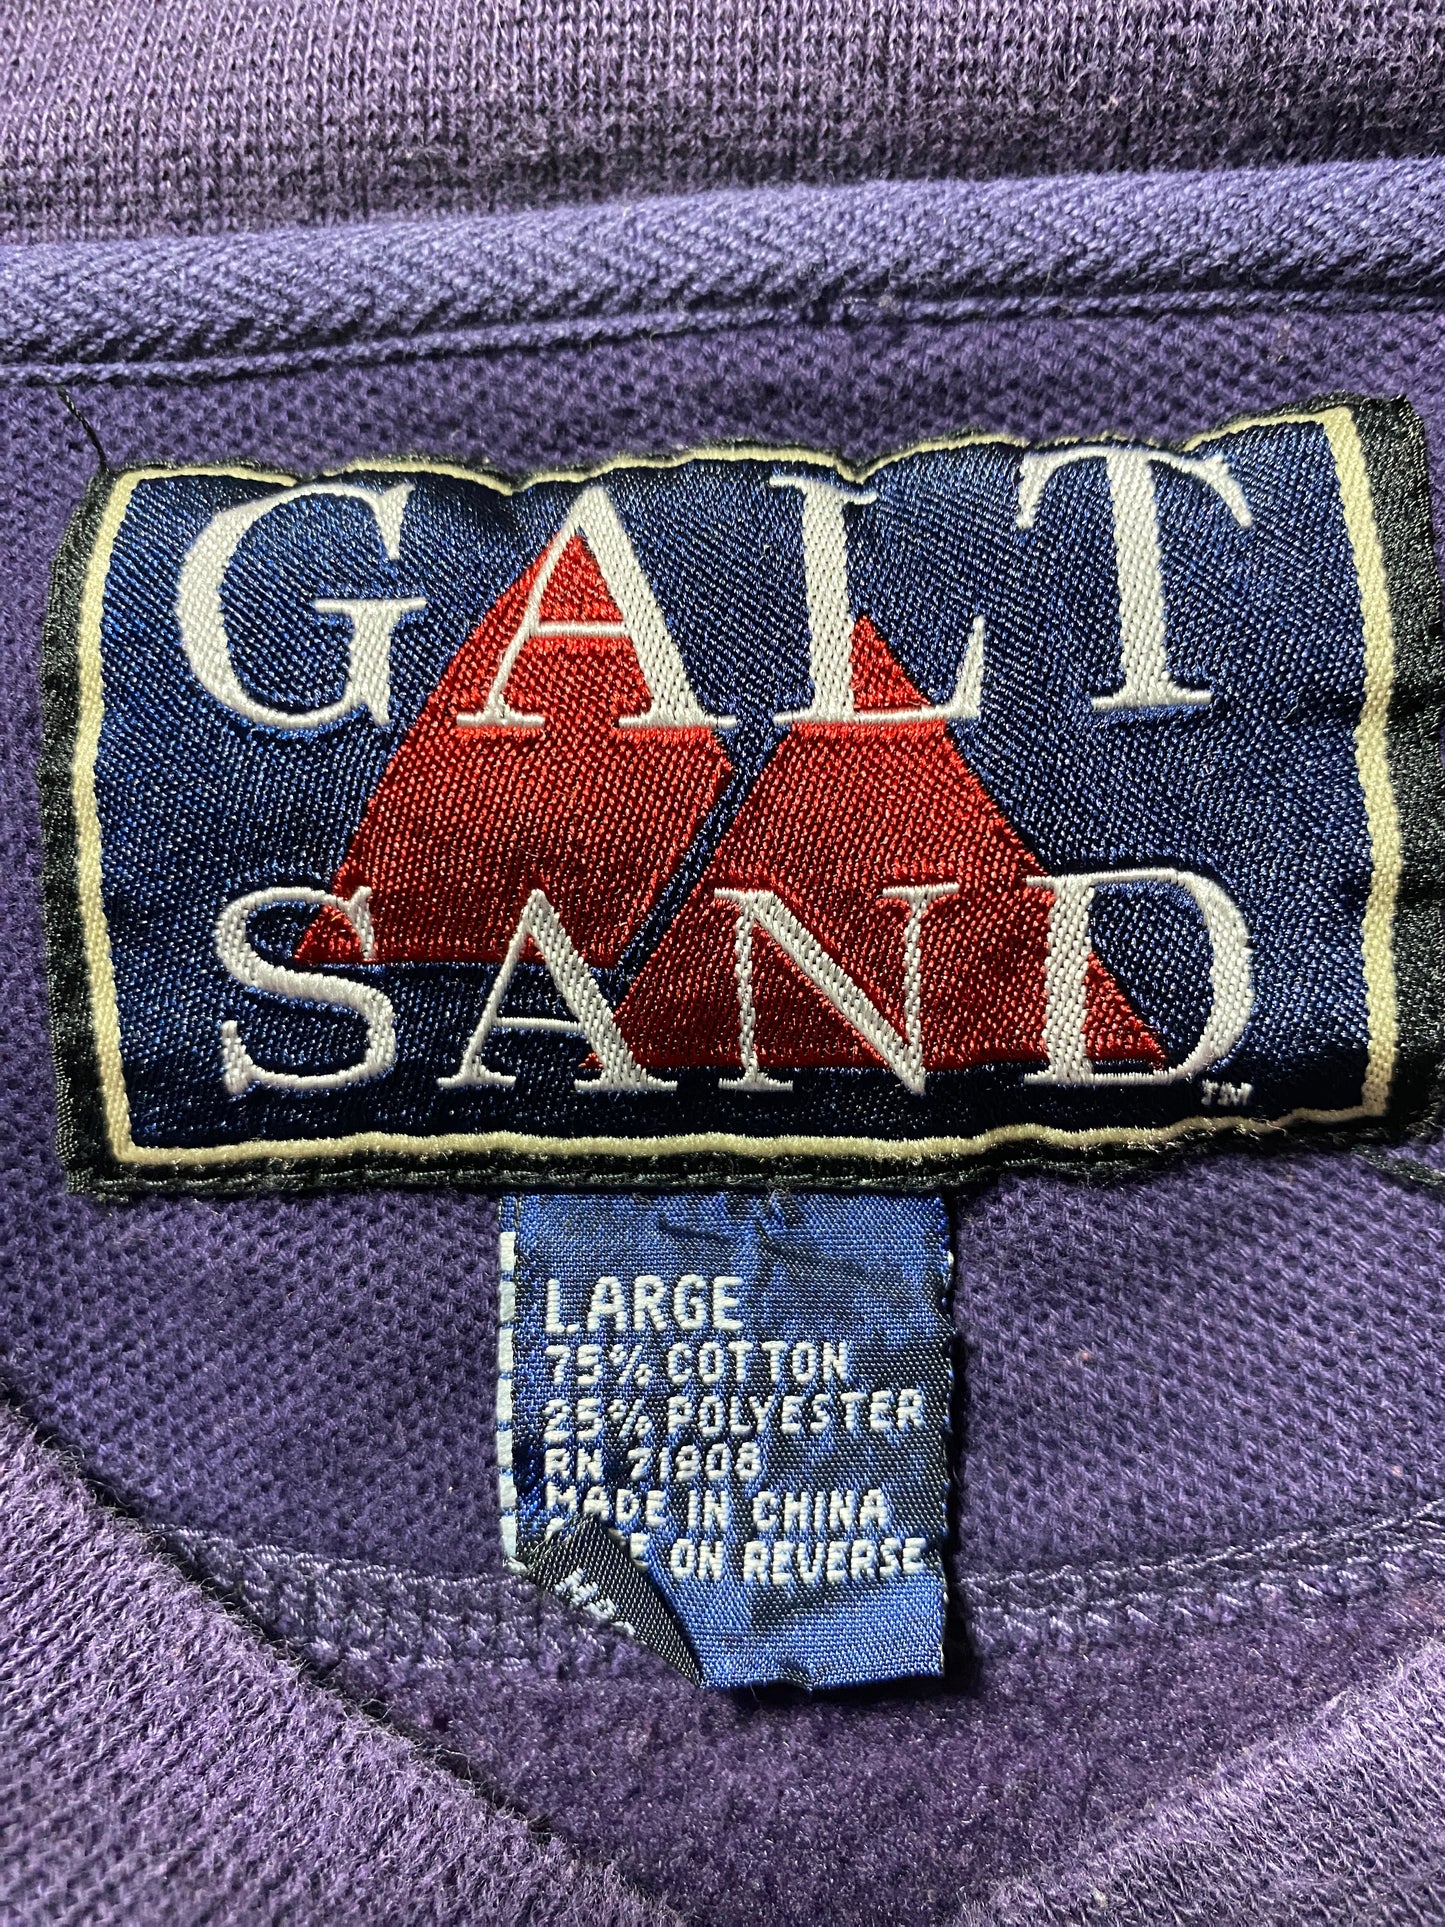 GALT
SAND
TM
LARGE
75% COTTON
25% POLYESTER
RN 71908
MADE IN CHINA
ON REVERSE